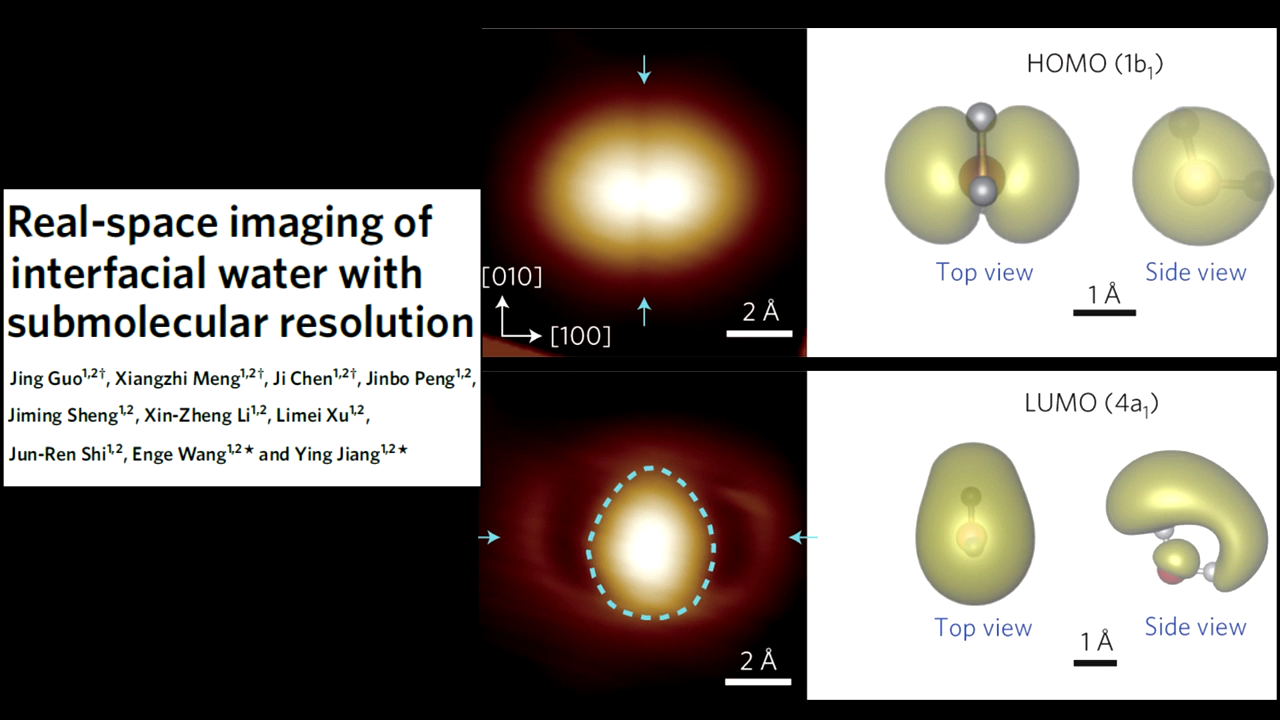 Real-space imaging of
interfacial water with
submolecular resolution
Jing Guo¹,²†, Xiangzhi Meng¹,²†, Ji Chen¹,²†, Jinbo Peng¹,²,
Jiming Sheng¹,², Xin-Zheng Li¹,², Limei Xu¹,²,
Jun-Ren Shi¹,², Enge Wang¹,²★ and Ying Jiang¹,²★
[010]
[100]
2 Å
HOMO (1b₁)
Top view
Side view
1 Å
2 Å
LUMO (4a₁)
Top view
Side view
1 Å